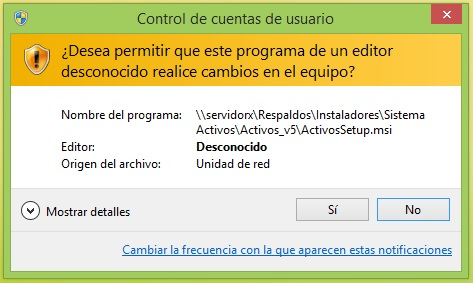 Control de cuentas de usuario
¿Desea permitir que este programa de un editor
desconocido realice cambios en el equipo?
Nombre del programa: \\servidorx\Respaldos\Instaladores\Sistema
Activos\Activos_v5\ActivosSetup.msi
Editor: Desconocido
Origen del archivo: Unidad de red
Mostrar detalles Sí No
Cambiar la frecuencia con la que aparecen estas notificaciones